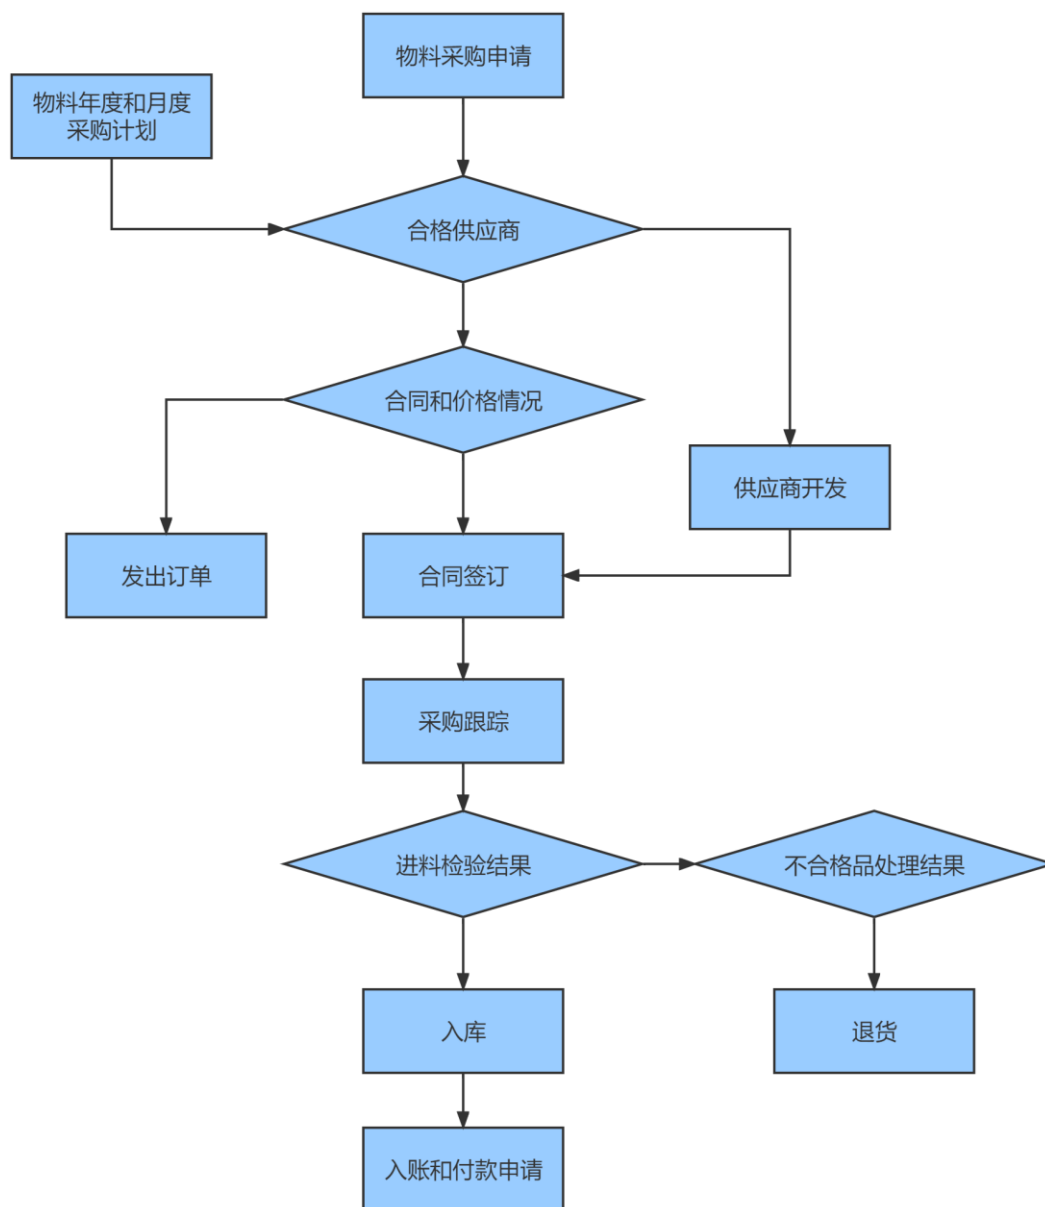 物料采购申请
物料年度和月度
采购计划
合格供应商
合同和价格情况
供应商开发
发出订单
合同签订
采购跟踪
进料检验结果
不合格品处理结果
入库
退货
入账和付款申请